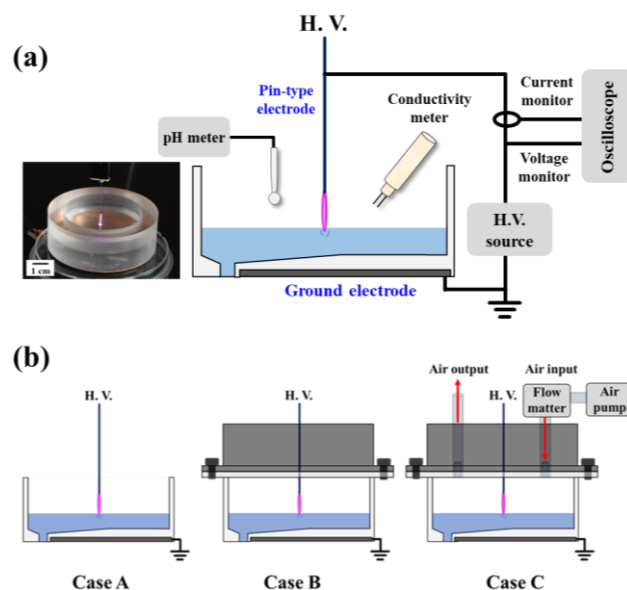 H. V.
(a)
Pin-type
electrode
Conductivity
meter
Current
monitor
Oscilloscope
pH meter
Voltage
monitor
H.V.
source
1 cm
Ground electrode
(b)
Air output
Air input
H. V.
H. V.
H. V.
Flow
matter
Air
pump
Case A
Case B
Case C